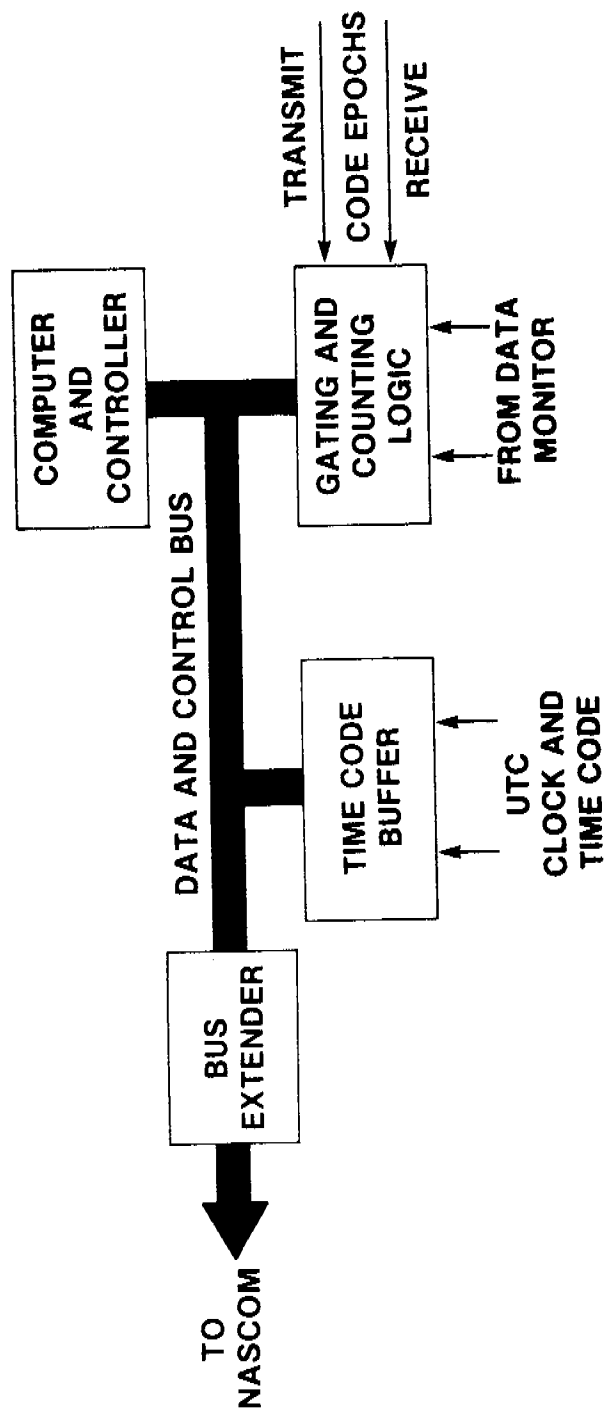 TO
NASCOM
BUS
EXTENDER
DATA AND CONTROL BUS
COMPUTER
AND
CONTROLLER
TIME CODE
BUFFER
UTC
CLOCK AND
TIME CODE
GATING AND
COUNTING
LOGIC
FROM DATA
MONITOR
TRANSMIT
CODE EPOCHS
RECEIVE